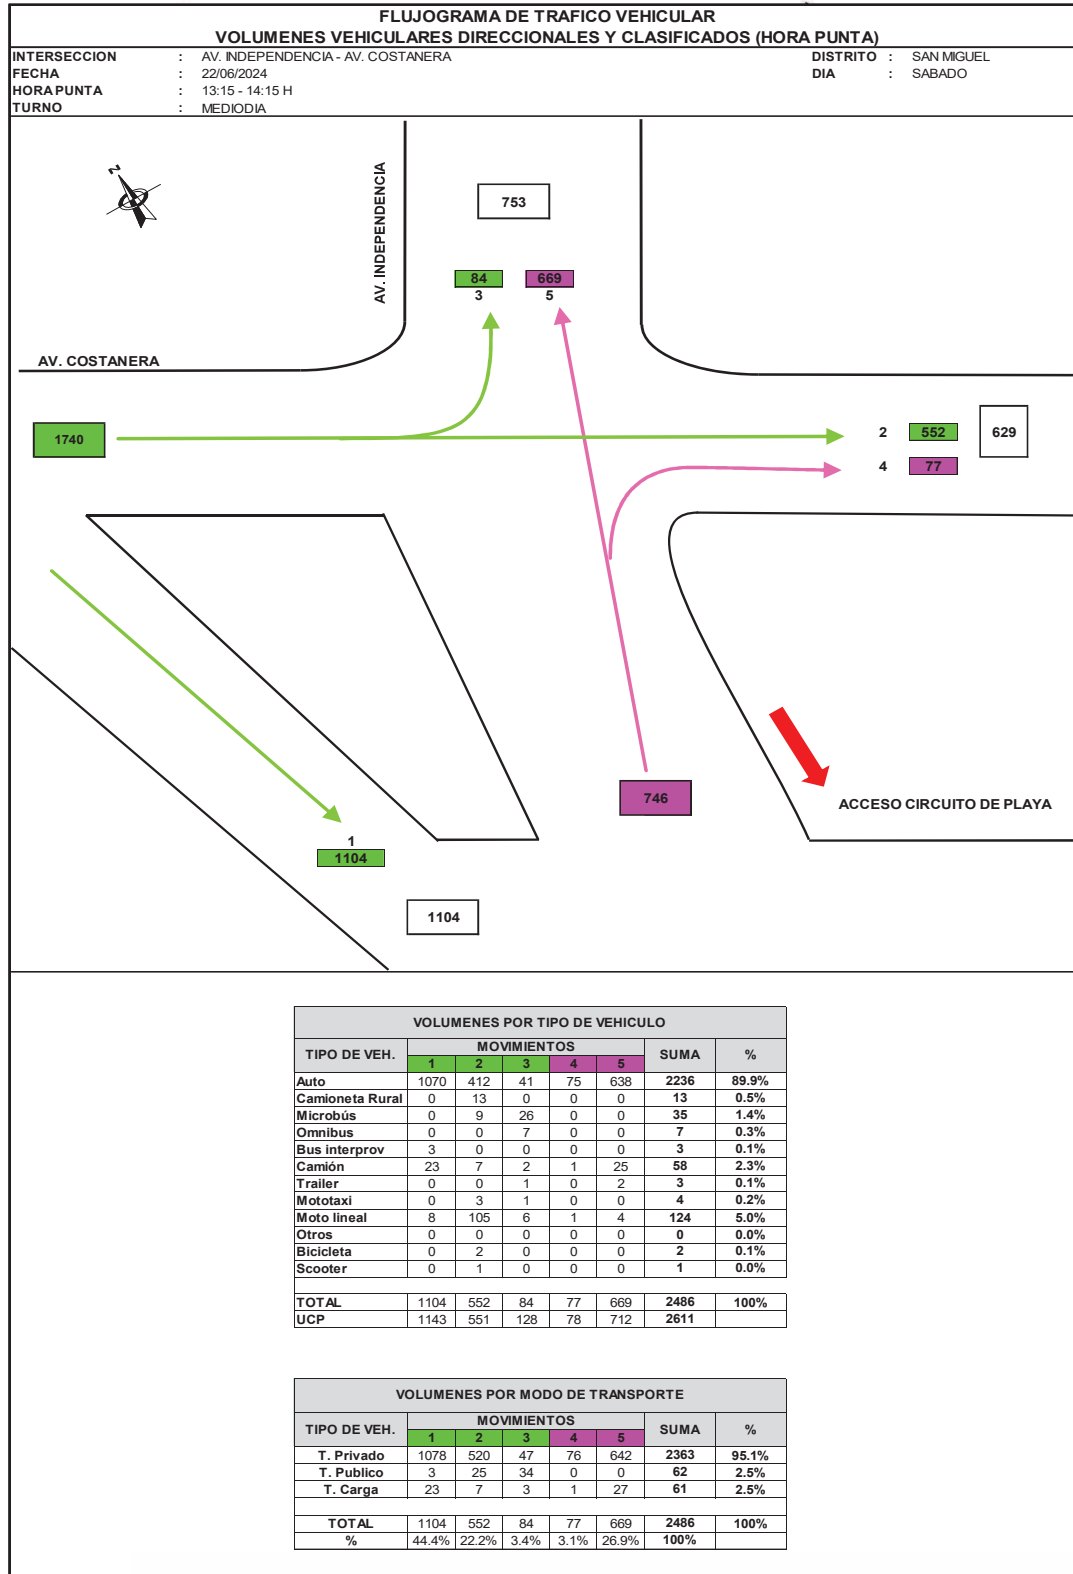 FLUJOGRAMA DE TRAFICO VEHICULAR
VOLUMENES VEHICULARES DIRECCIONALES Y CLASIFICADOS (HORA PUNTA)
INTERSECCION : AV. INDEPENDENCIA - AV. COSTANERA DISTRITO : SAN MIGUEL
FECHA : 22/06/2024 DIA : SABADO
HORA PUNTA : 13:15 - 14:15 H
TURNO : MEDIODIA
N
AV. INDEPENDENCIA
753
84 669
3 5
AV. COSTANERA
1740
2 552 629
4 77
746
ACCESO CIRCUITO DE PLAYA
1
1104
1104
VOLUMENES POR TIPO DE VEHICULO
TIPO DE VEH. MOVIMIENTOS SUMA %
1 2 3 4 5
Auto 1070 412 41 75 638 2236 89.9%
Camioneta Rural 0 13 0 0 0 13 0.5%
Microbús 0 9 26 0 0 35 1.4%
Omnibus 0 0 7 0 0 7 0.3%
Bus interprov 3 0 0 0 0 3 0.1%
Camión 23 7 2 1 25 58 2.3%
Trailer 0 0 1 0 2 3 0.1%
Mototaxi 0 3 1 0 0 4 0.2%
Moto lineal 8 105 6 1 4 124 5.0%
Otros 0 0 0 0 0 0 0.0%
Bicicleta 0 2 0 0 0 2 0.1%
Scooter 0 1 0 0 0 1 0.0%
TOTAL 1104 552 84 77 669 2486 100%
UCP 1143 551 128 78 712 2611
VOLUMENES POR MODO DE TRANSPORTE
TIPO DE VEH. MOVIMIENTOS SUMA %
1 2 3 4 5
T. Privado 1078 520 47 76 642 2363 95.1%
T. Publico 3 25 34 0 0 62 2.5%
T. Carga 23 7 3 1 27 61 2.5%
TOTAL 1104 552 84 77 669 2486 100%
% 44.4% 22.2% 3.4% 3.1% 26.9% 100%